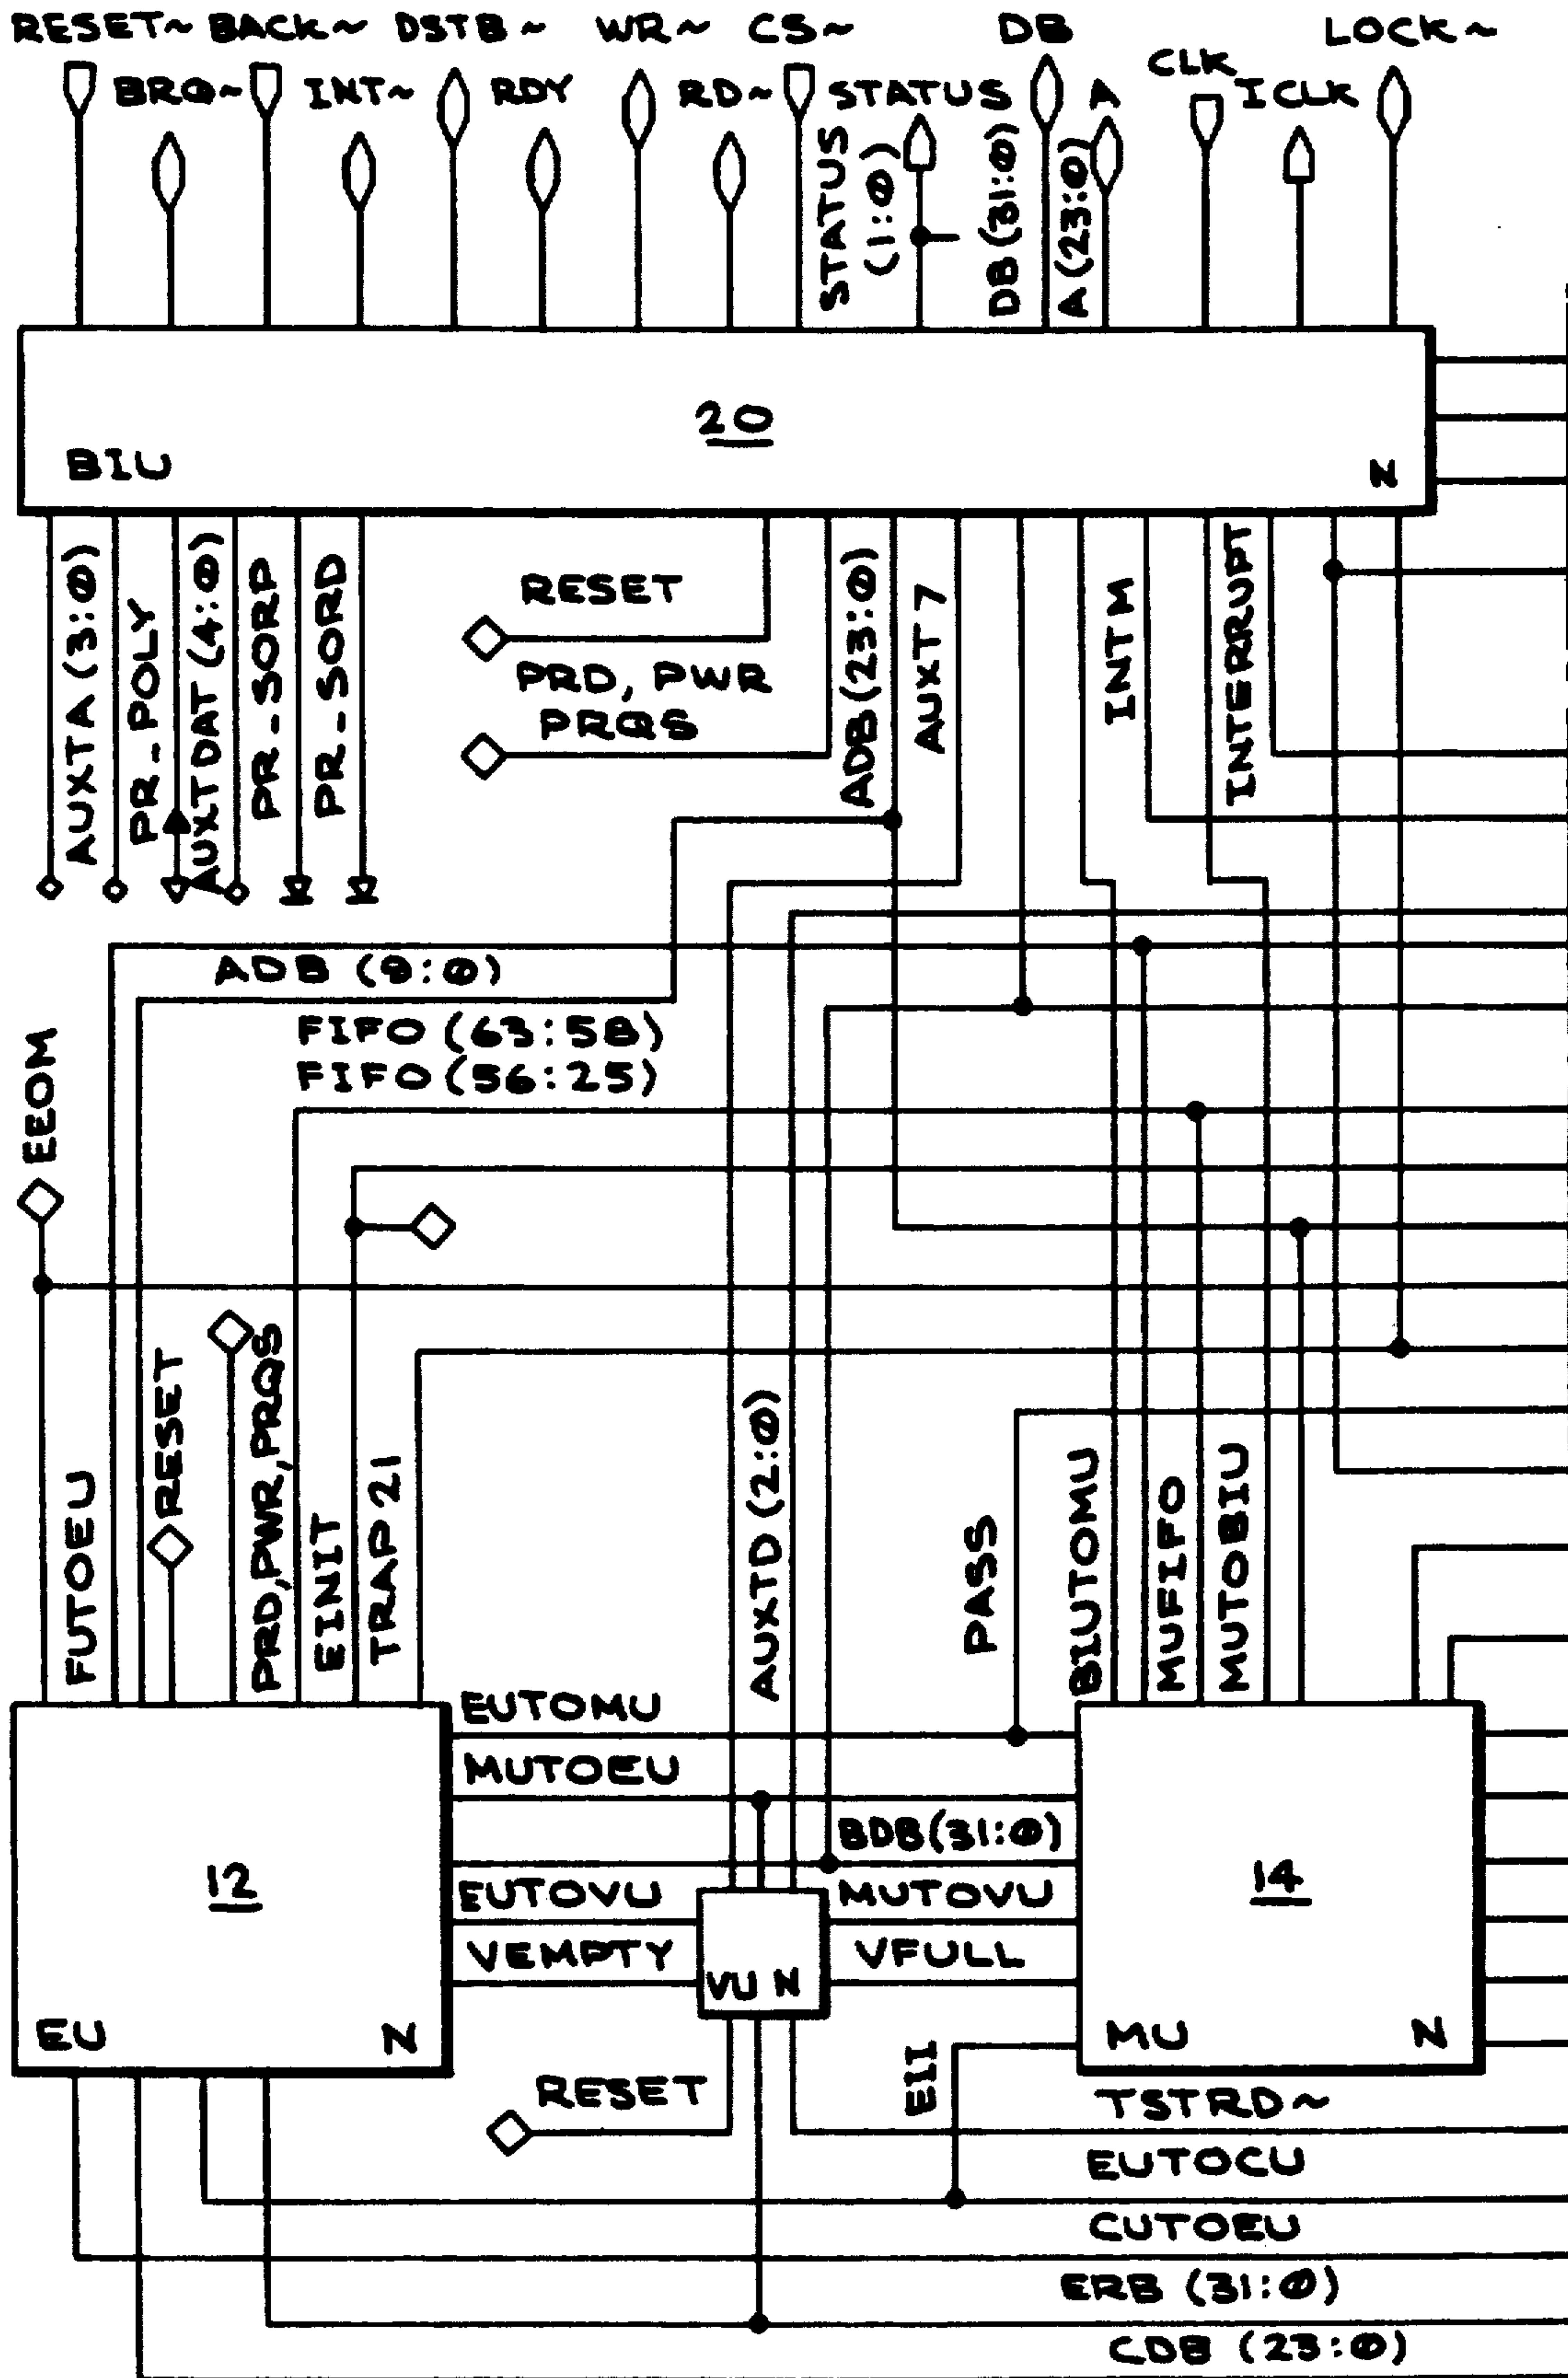 RESET~ BACK~ DSTB~ WR~ CS~ DB LOCK~
BRQ~ INT~ RDY RD~ STATUS A CLK ICLK
STATUS
(1:0)
DB(31:0)
A(23:0)
20
BIU
N
AUXTA(3:0)
PR_POLY
AUXTDAT(4:0)
PR_SORP
PR_SORD
RESET
PRD, PWR
PRQS
ADB(23:0)
AUXT7
INTM
INTERRUPT
ADB (9:0)
FIFO (63:58)
FIFO (56:25)
EEOM
FUTOEU
RESET
PRD,PWR,PRQS
EINIT
TRAP21
AUXTD(2:0)
PASS
BIUTOMU
MUFIFO
MUTOBIU
EUTOMU
MUTOEU
BDB(31:0)
12
EUTOVU
MUTOVU
14
VEMPTY
VFULL
VU N
EU N
MU N
RESET
EII
TSTRD~
EUTOCU
CUTOEU
ERB (31:0)
CDB (23:0)